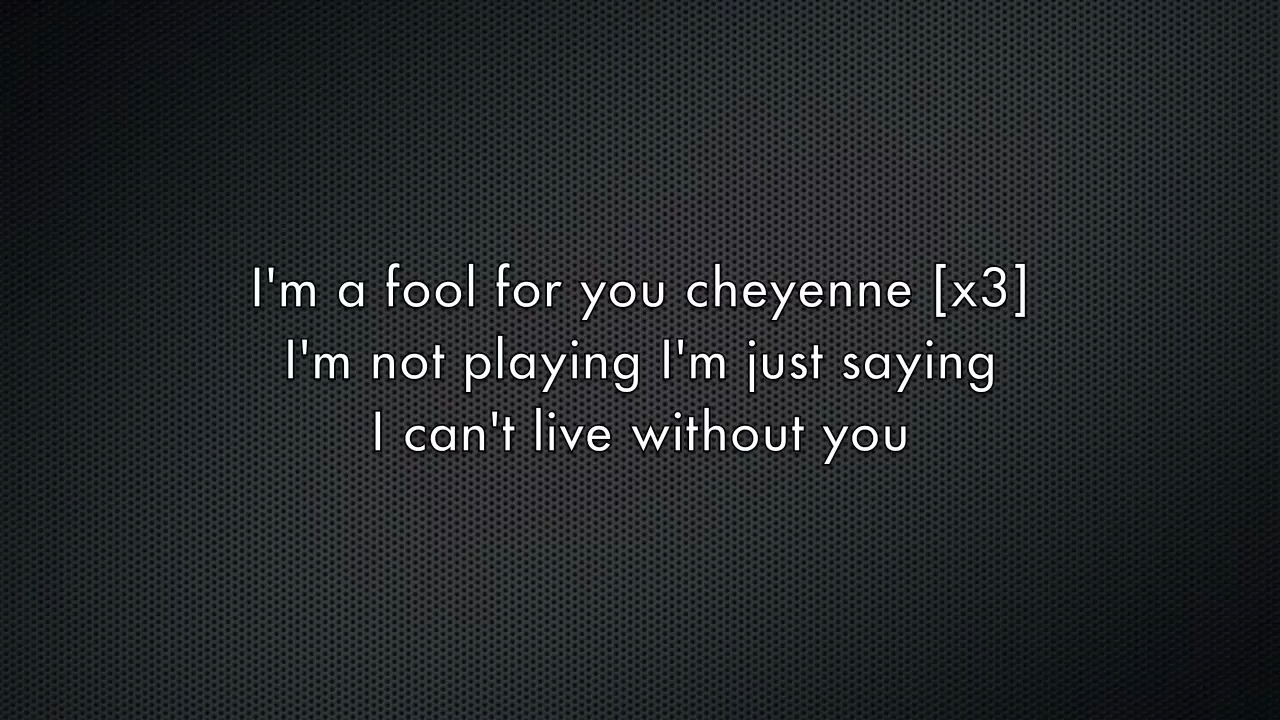 I'm a fool for you cheyenne [x3]
I'm not playing I'm just saying
I can't live without you